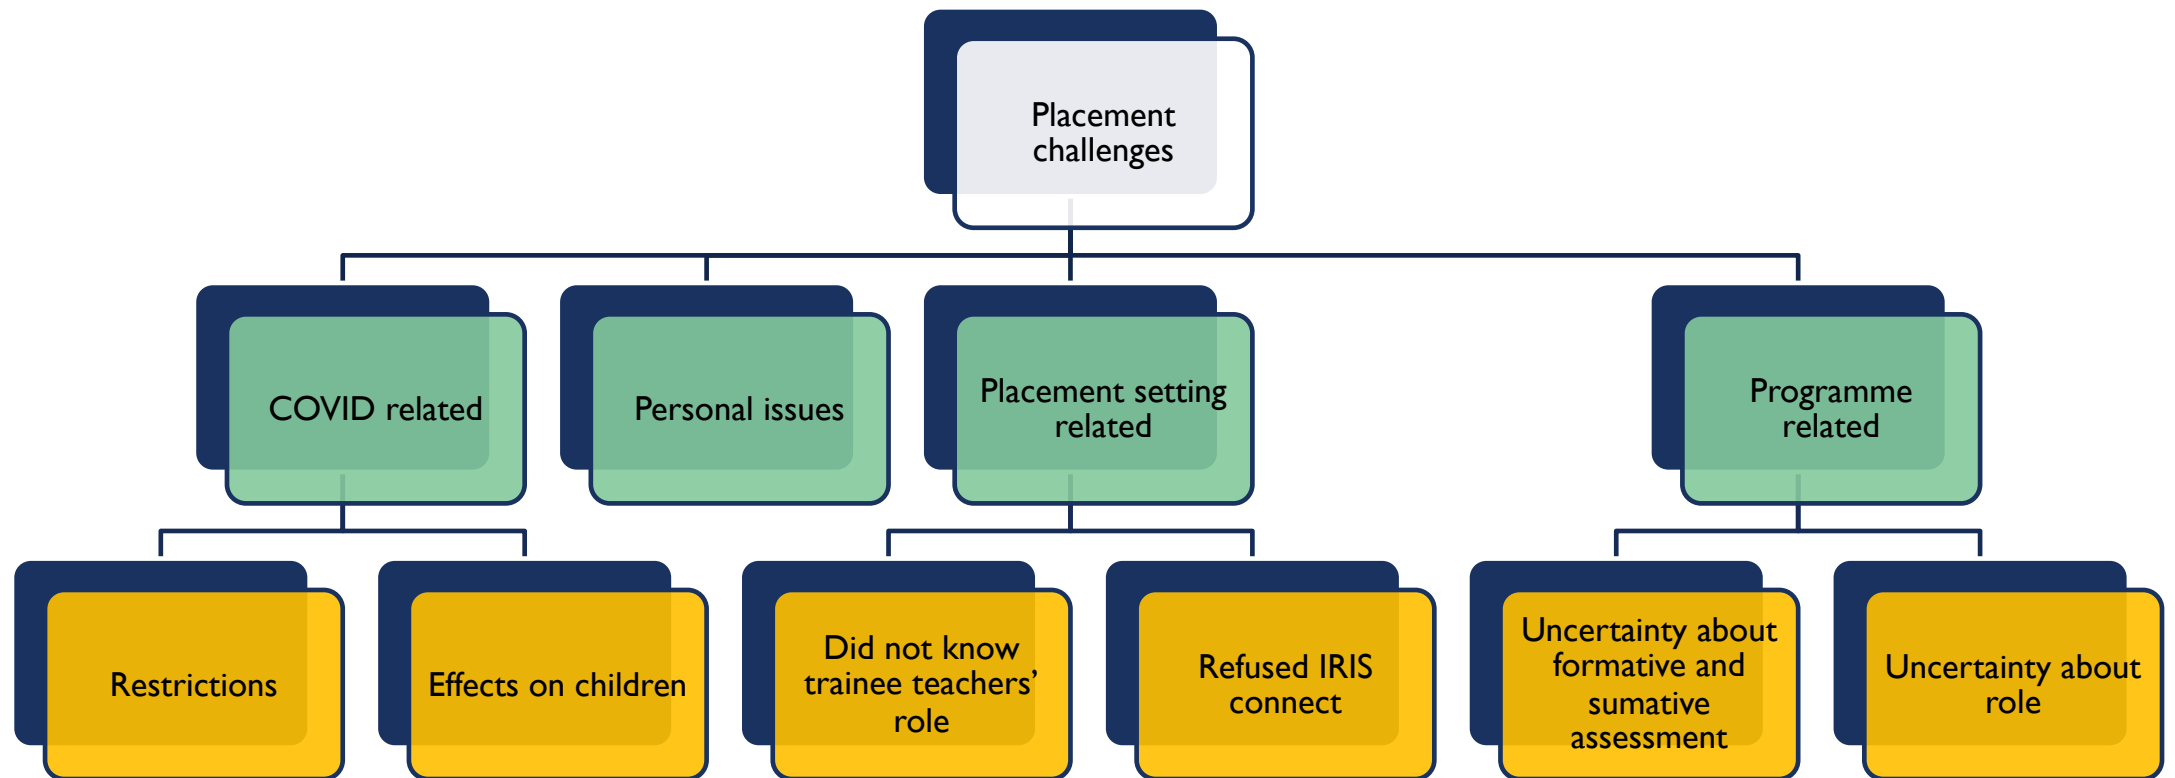 Placement
challenges
COVID related
Personal issues
Placement setting
related
Programme
related
Restrictions
Effects on children
Did not know
trainee teachers’
role
Refused IRIS
connect
Uncertainty about
formative and
sumative
assessment
Uncertainty about
role